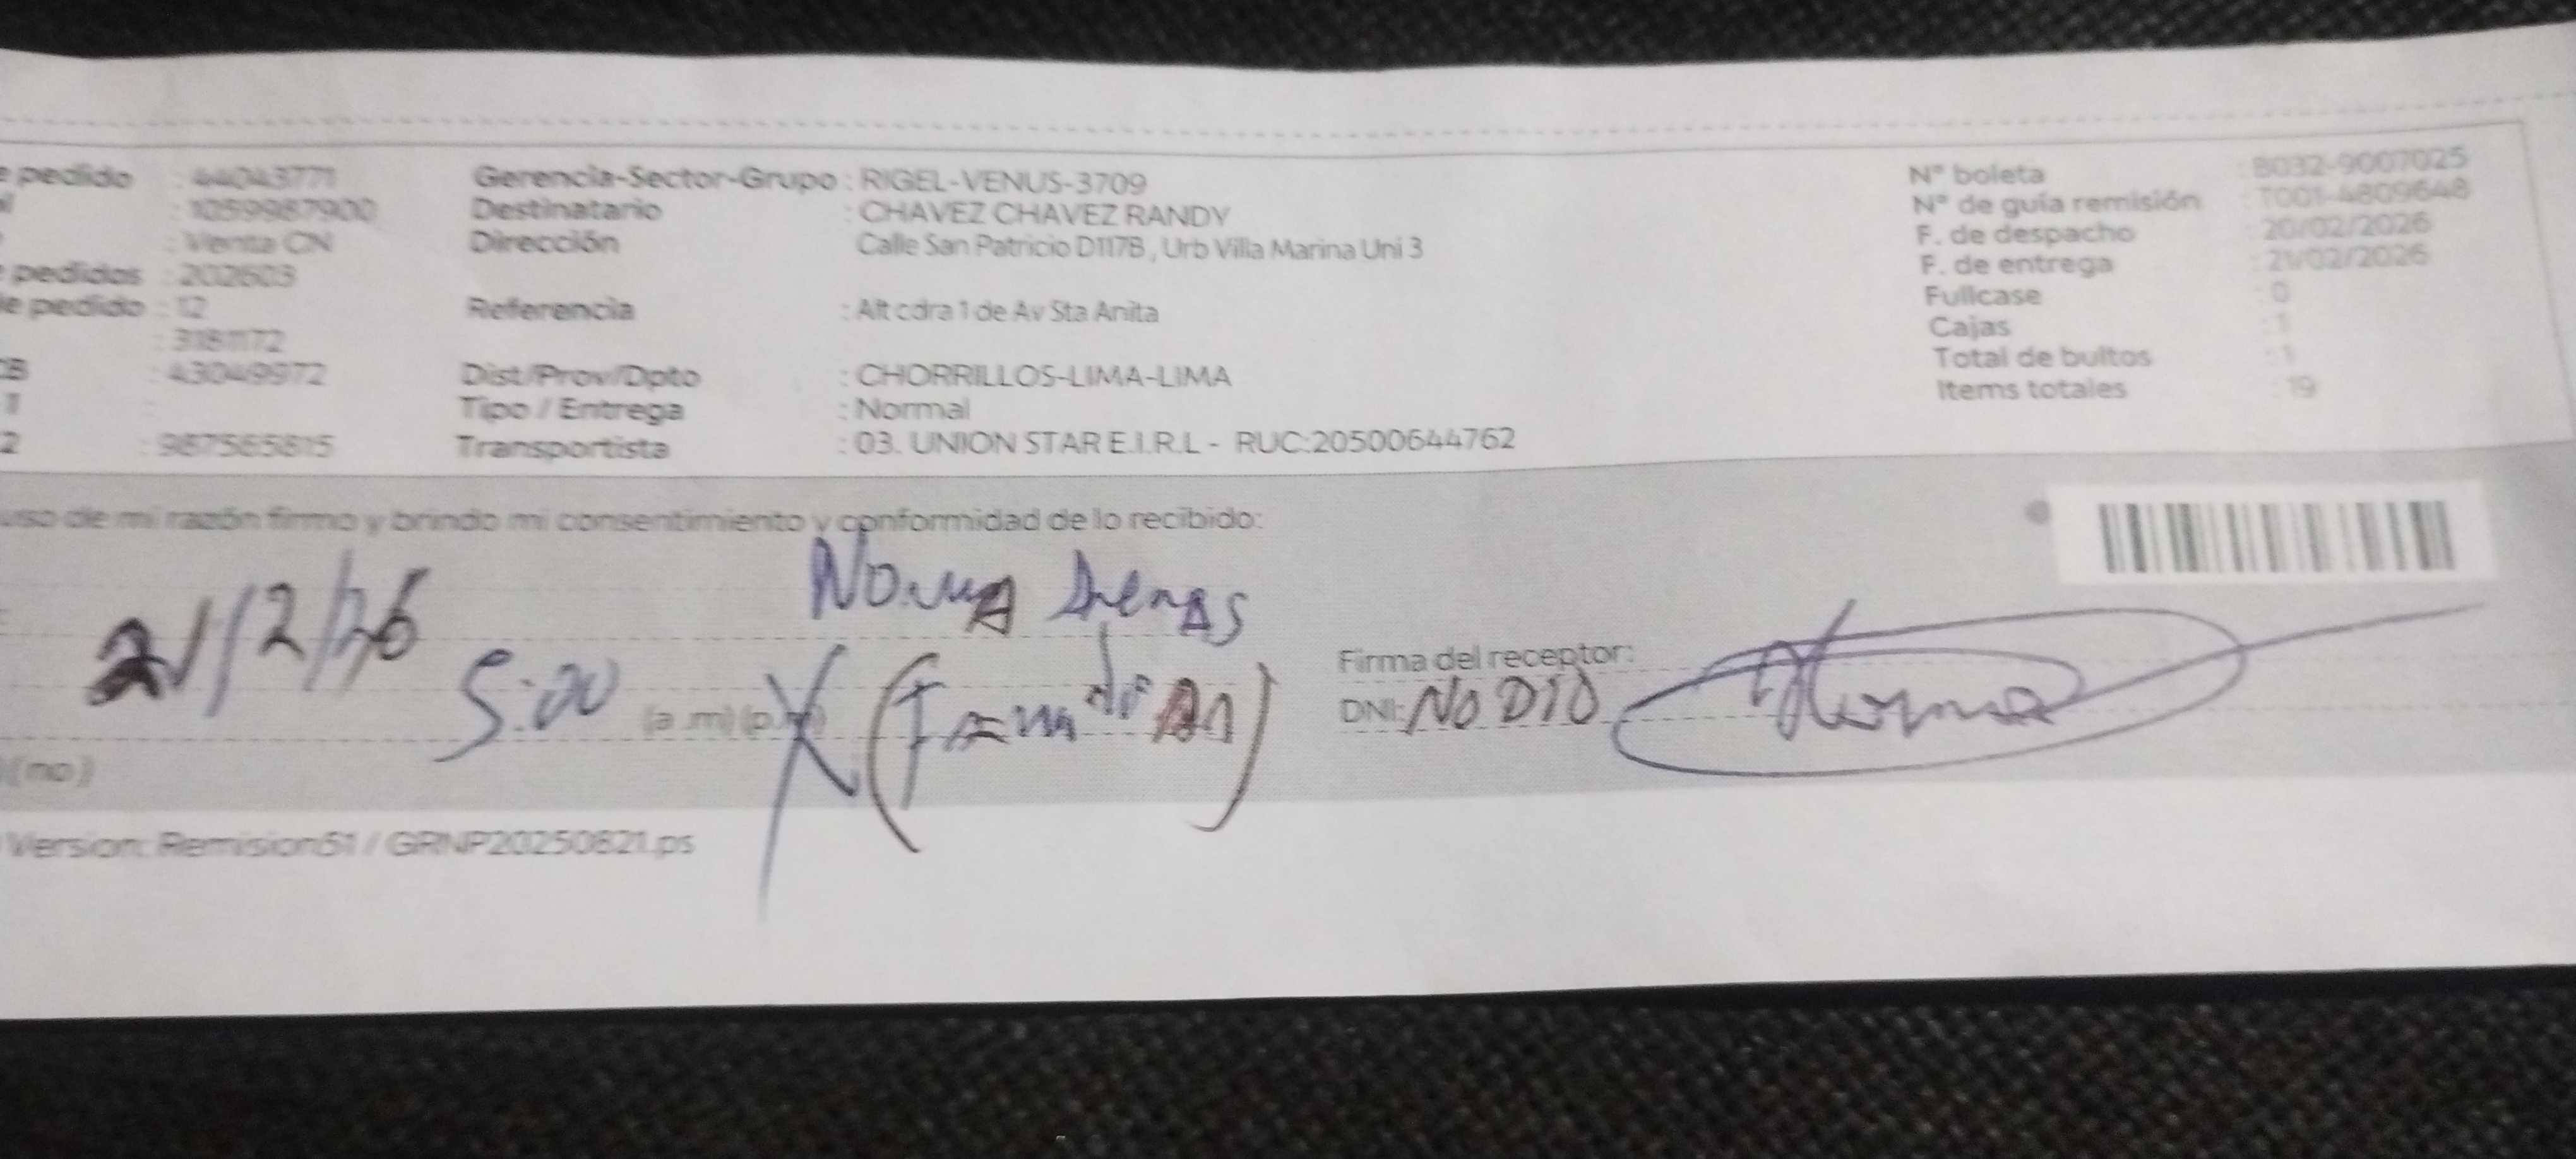 pedido : 44043771
: 1059987900
: Venta CN
pedidos : 202603
e pedido : 12
: 3181172
: 43049972
1 :
2 : 987565815
Gerencia-Sector-Grupo : RIGEL-VENUS-3709
Destinatario : CHAVEZ CHAVEZ RANDY
Dirección Calle San Patricio D117B , Urb Villa Marina Uni 3
Referencia : Alt cdra 1 de Av Sta Anita
Dist/Prov/Dpto : CHORRILLOS-LIMA-LIMA
Tipo / Entrega : Normal
Transportista : 03. UNION STAR E.I.R.L - RUC:20500644762
N° boleta : B032-9007025
N° de guía remisión : T001-4809648
F. de despacho : 20/02/2026
F. de entrega : 21/02/2026
Fullcase : 0
Cajas : 1
Total de bultos : 1
Items totales : 19
uso de mi razón firmo y brindo mi consentimiento y conformidad de lo recibido:
21/2/26
5:00 (a.m) (p.m)
Firma del receptor:
DNI: NO DIO
Norma
(no)
Version: Remision51 / GRNP20250821.ps